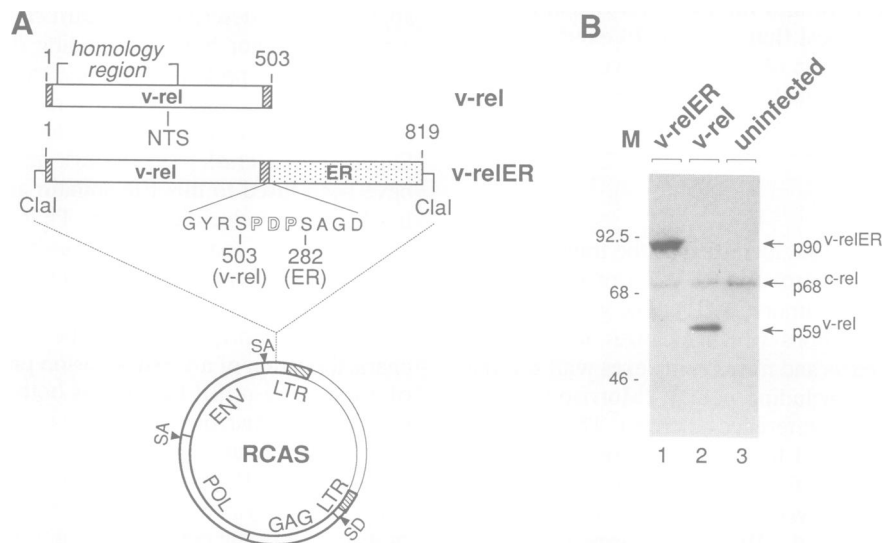 A
1
homology
region
503
v-rel
v-rel
NTS
1
819
v-rel
ER
v-relER
ClaI
ClaI
G Y R S P D P S A G D
503
(v-rel)
282
(ER)
SA
LTR
ENV
SA
RCAS
POL
GAG
LTR
SD
B
M
v-relER
v-rel
uninfected
92.5 -
p90 v-relER
68 -
p68 c-rel
p59 v-rel
46 -
1 2 3